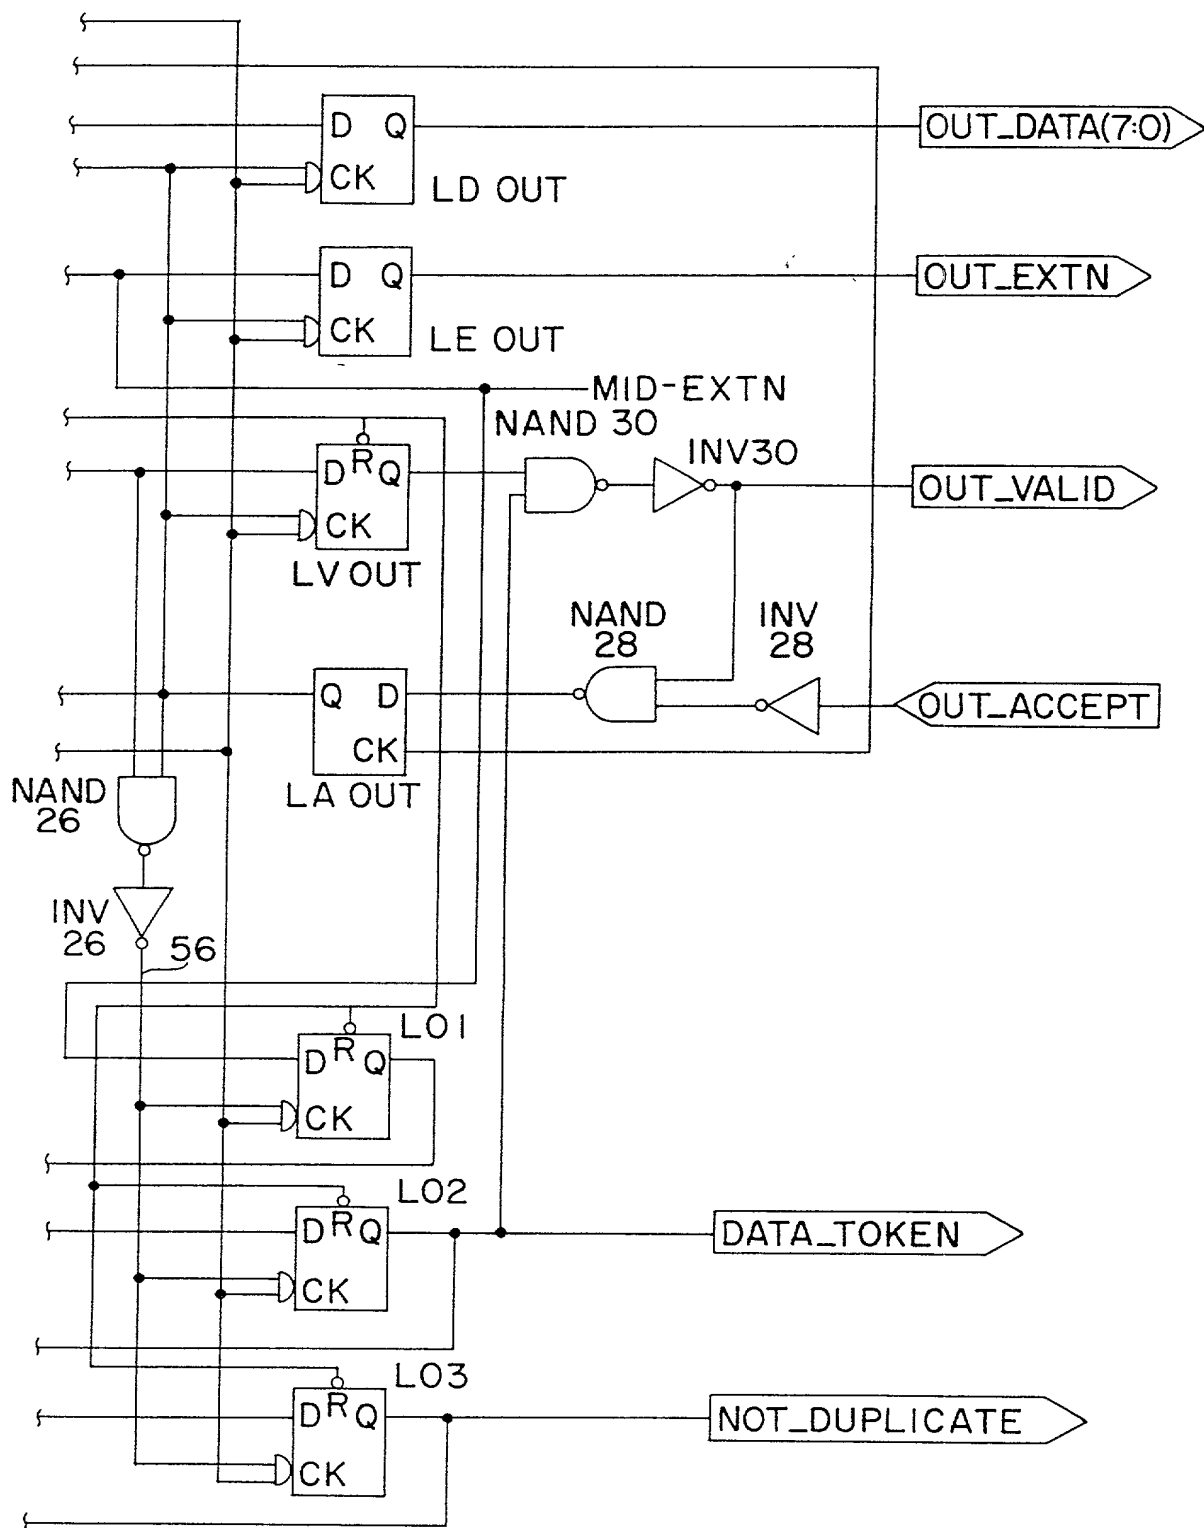 D Q
CK
LD OUT
OUT_DATA(7:0)
D Q
CK
LE OUT
OUT_EXTN
MID-EXTN
NAND 30
INV30
D R Q
CK
LV OUT
OUT_VALID
NAND
28
INV
28
Q D
CK
LA OUT
OUT_ACCEPT
NAND
26
INV
26
56
LO1
D R Q
CK
LO2
D R Q
CK
DATA_TOKEN
LO3
D R Q
CK
NOT_DUPLICATE